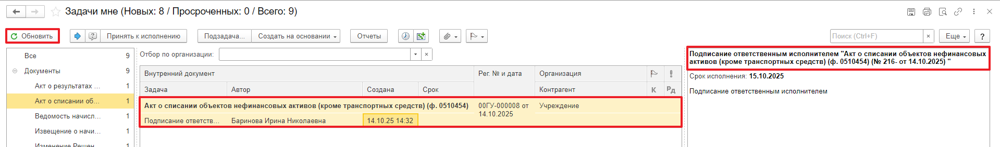 Задачи мне (Новых: 8 / Просроченных: 0 / Всего: 9)
Обновить
Принять к исполнению
Подзадача...
Создать на основании
Отчеты
Поиск (Ctrl+F)
×
Еще
?
Все 9
Документы 9
Акт о результатах ... 1
Акт о списании об... 1
Ведомость начисл... 1
Извещение о начи... 1
Изменение Решен 1
Отбор по организации:
Внутренний документ Рег. № и дата Организация
Задача Автор Создана Срок Контрагент К Рд
Акт о списании объектов нефинансовых активов (кроме транспортных средств) (ф. 0510454) 00ГУ-000008 от Учреждение
14.10.2025
Подписание ответств... Баринова Ирина Николаевна 14.10.25 14:32
Подписание ответственным исполнителем "Акт о списании объектов нефинансовых
активов (кроме транспортных средств) (ф. 0510454) (№ 216- от 14.10.2025) "
Срок исполнения: 15.10.2025
Подписание ответственным исполнителем